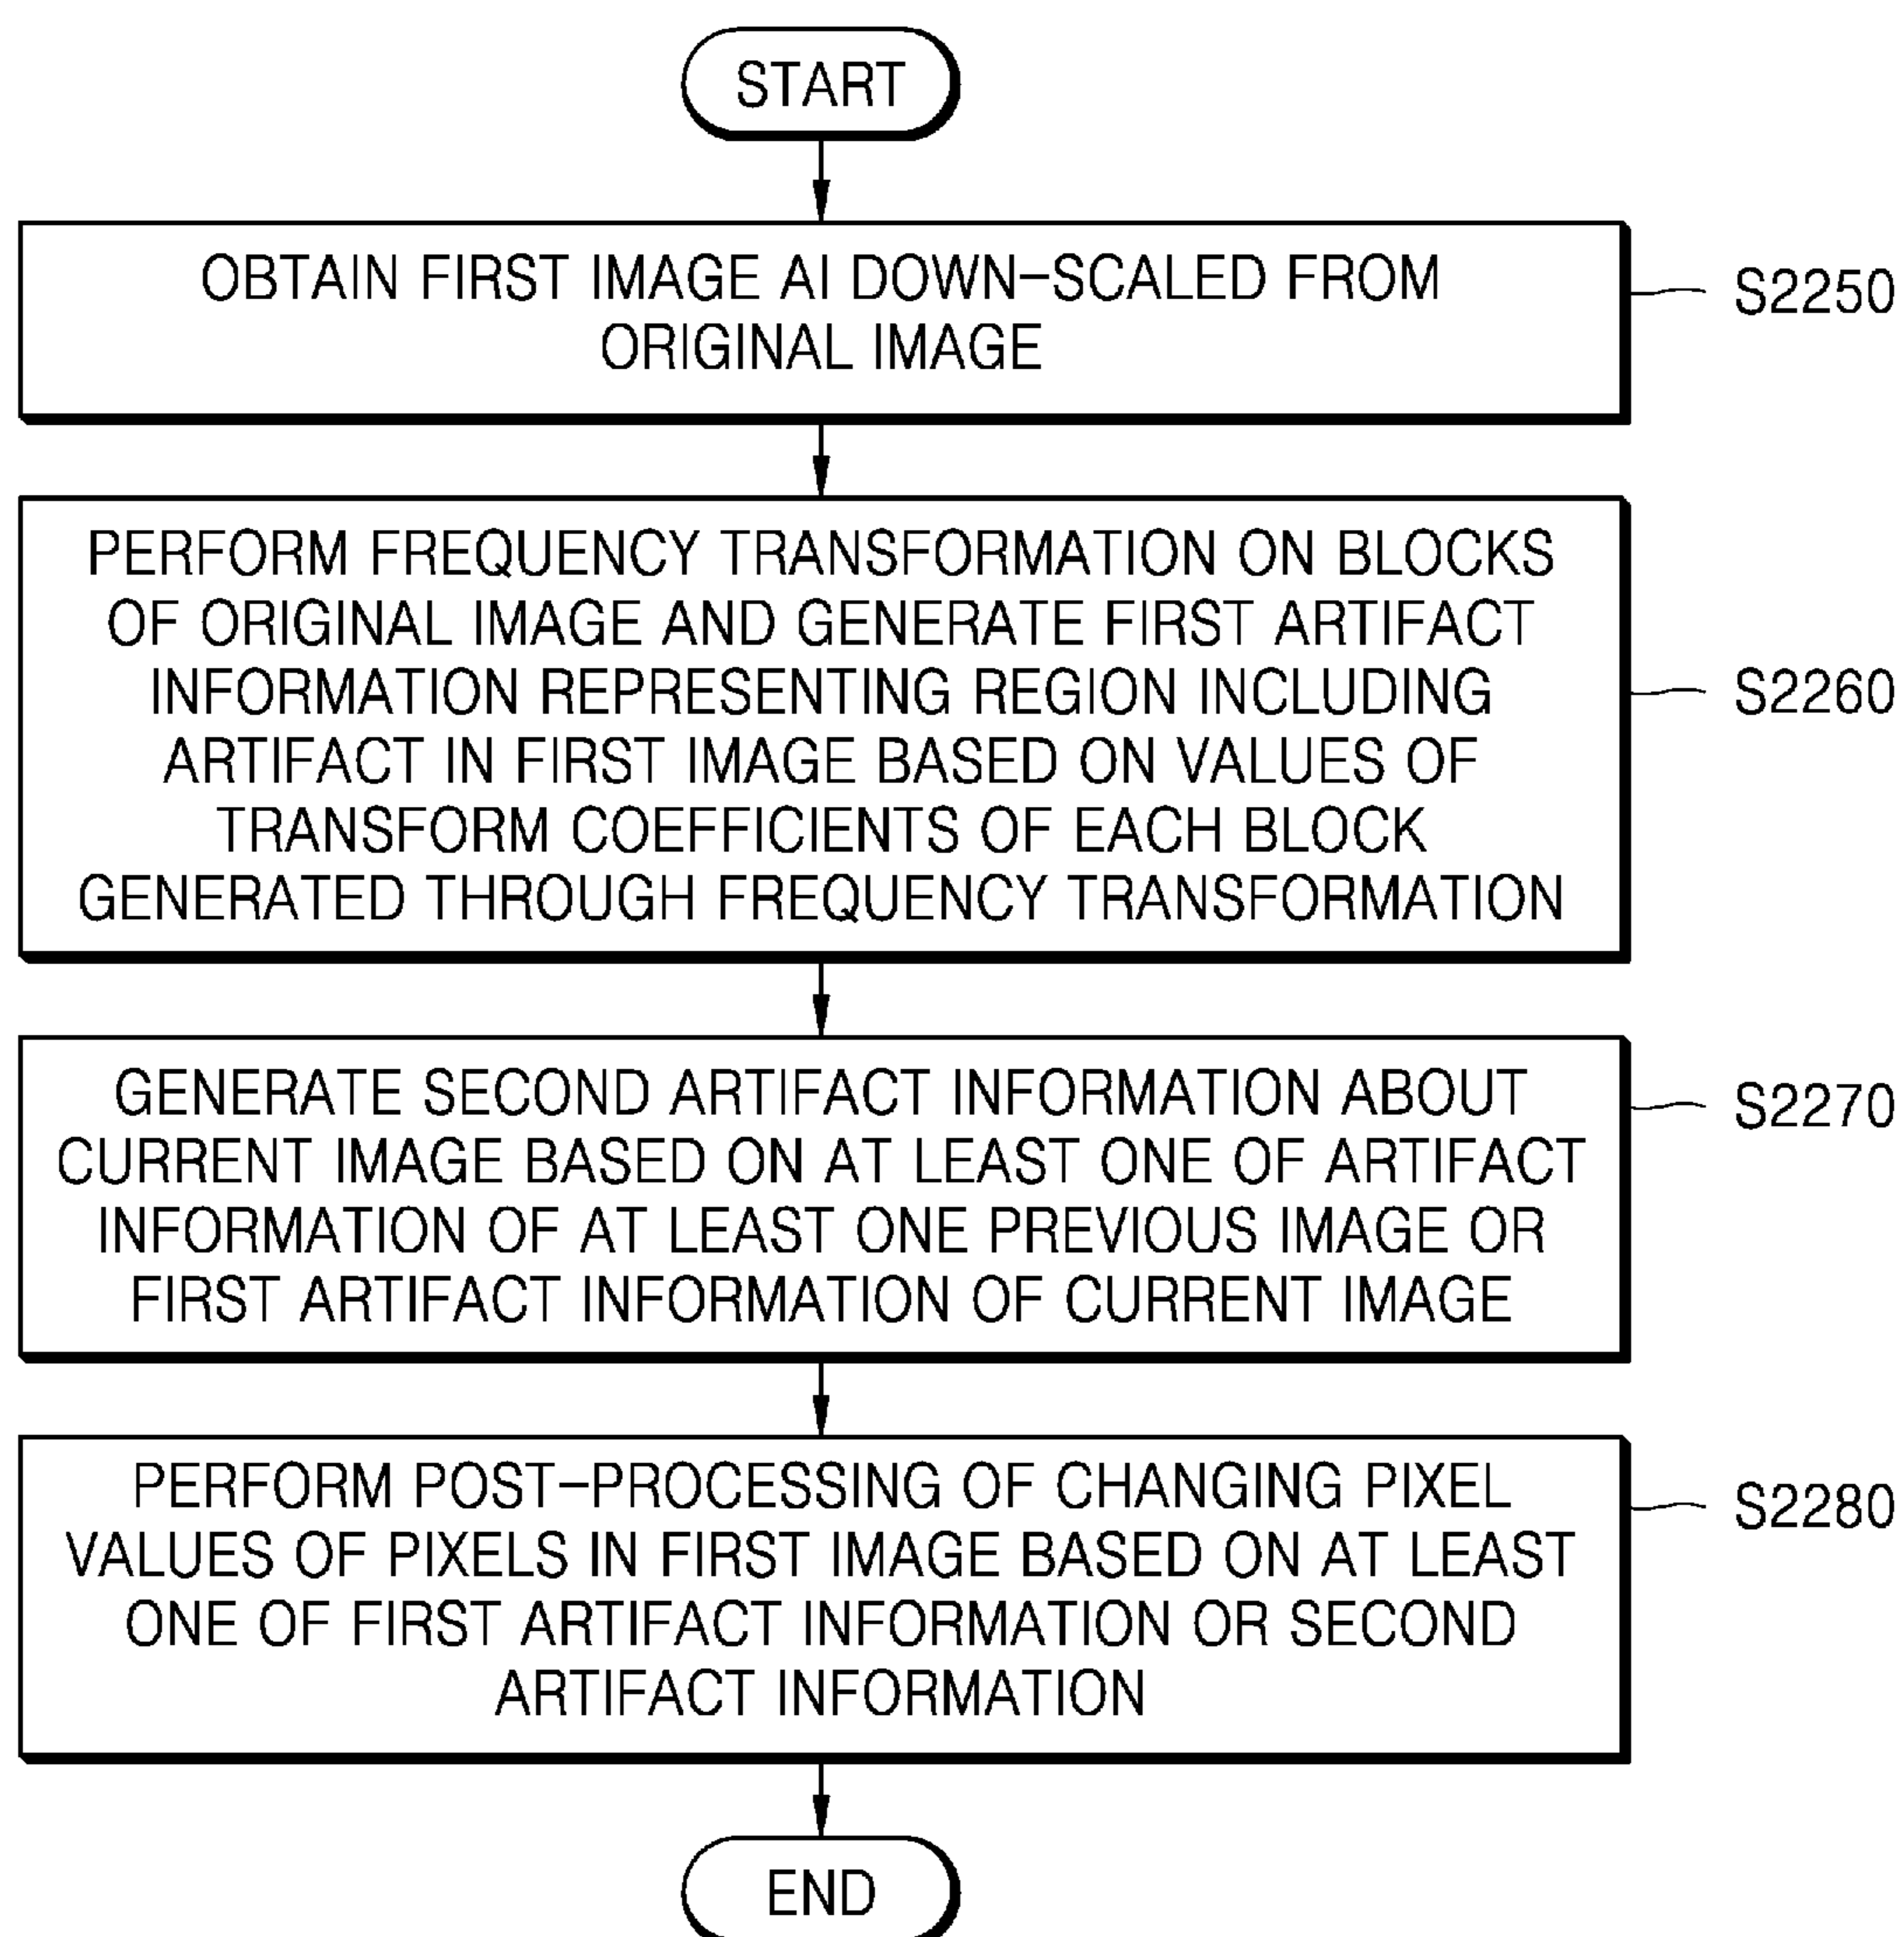 START
OBTAIN FIRST IMAGE AI DOWN-SCALED FROM
ORIGINAL IMAGE
S2250
PERFORM FREQUENCY TRANSFORMATION ON BLOCKS
OF ORIGINAL IMAGE AND GENERATE FIRST ARTIFACT
INFORMATION REPRESENTING REGION INCLUDING
ARTIFACT IN FIRST IMAGE BASED ON VALUES OF
TRANSFORM COEFFICIENTS OF EACH BLOCK
GENERATED THROUGH FREQUENCY TRANSFORMATION
S2260
GENERATE SECOND ARTIFACT INFORMATION ABOUT
CURRENT IMAGE BASED ON AT LEAST ONE OF ARTIFACT
INFORMATION OF AT LEAST ONE PREVIOUS IMAGE OR
FIRST ARTIFACT INFORMATION OF CURRENT IMAGE
S2270
PERFORM POST-PROCESSING OF CHANGING PIXEL
VALUES OF PIXELS IN FIRST IMAGE BASED ON AT LEAST
ONE OF FIRST ARTIFACT INFORMATION OR SECOND
ARTIFACT INFORMATION
S2280
END